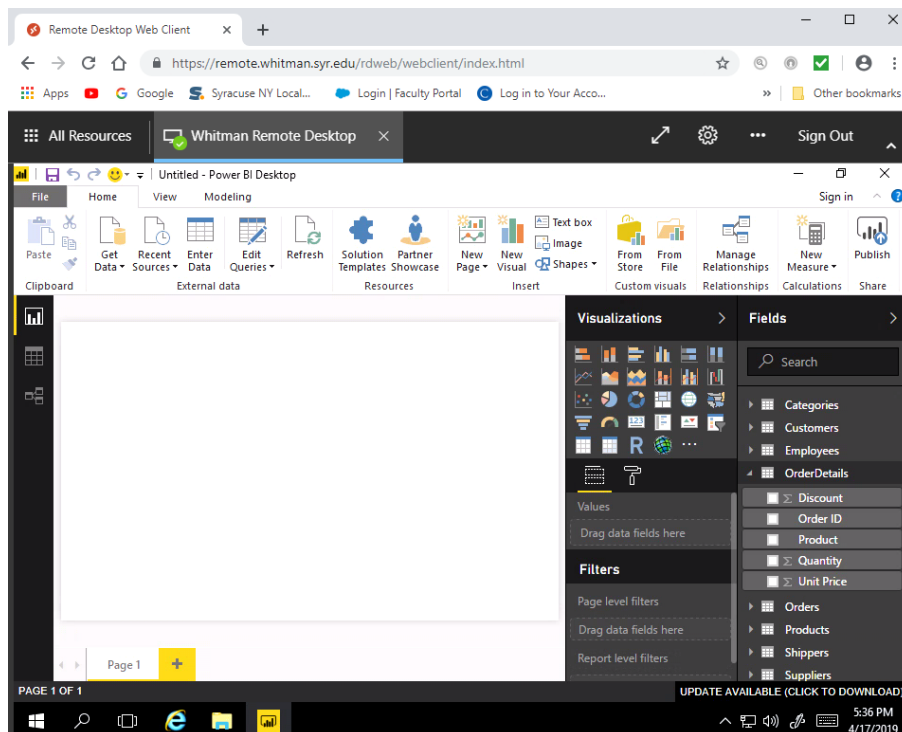 Remote Desktop Web Client
https://remote.whitman.syr.edu/rdweb/webclient/index.html
Apps Google Syracuse NY Local... Login | Faculty Portal Log in to Your Acco... » Other bookmarks
All Resources Whitman Remote Desktop Sign Out
Untitled - Power BI Desktop
File Home View Modeling Sign in
Paste Get Data Recent Sources Enter Data Edit Queries Refresh Solution Templates Partner Showcase New Page New Visual Text box Image Shapes From Store From File Manage Relationships New Measure Publish
Clipboard External data Resources Insert Custom visuals Relationships Calculations Share
Visualizations Fields
Search
Categories
Customers
Employees
R
OrderDetails
Discount
Values
Order ID
Drag data fields here
Product
Filters
Quantity
Unit Price
Page level filters
Orders
Drag data fields here
Products
Report level filters
Shippers
Suppliers
Page 1
PAGE 1 OF 1 UPDATE AVAILABLE (CLICK TO DOWNLOAD)
5:36 PM
4/17/2019